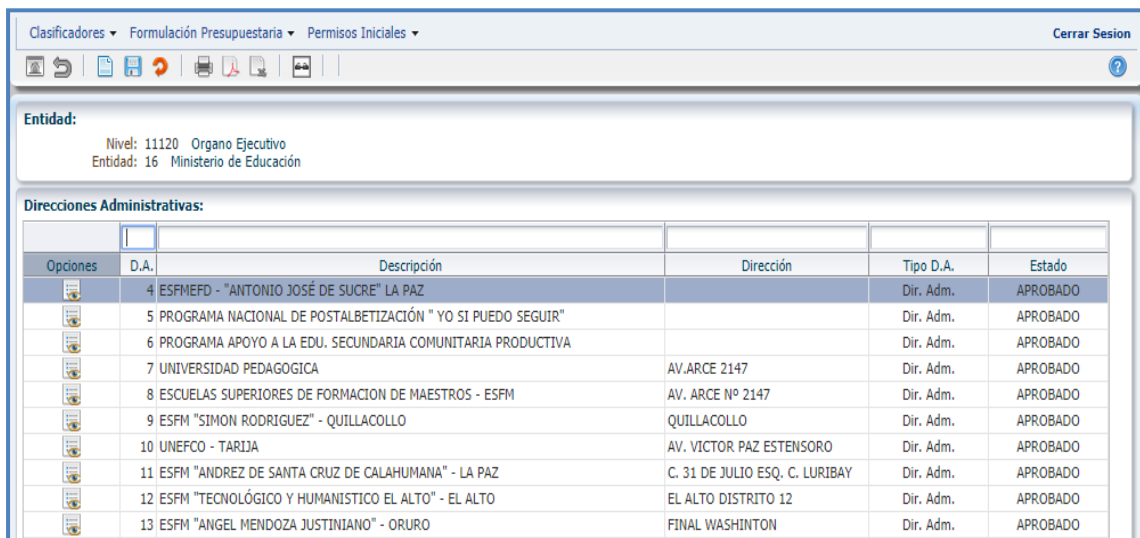 Clasificadores Formulación Presupuestaria Permisos Iniciales Cerrar Sesion
Entidad:
Nivel: 11120 Organo Ejecutivo
Entidad: 16 Ministerio de Educación
Direcciones Administrativas:
Opciones D.A. Descripción Dirección Tipo D.A. Estado
4 ESFMEFD - "ANTONIO JOSÉ DE SUCRE" LA PAZ Dir. Adm. APROBADO
5 PROGRAMA NACIONAL DE POSTALBETIZACIÓN " YO SI PUEDO SEGUIR" Dir. Adm. APROBADO
6 PROGRAMA APOYO A LA EDU. SECUNDARIA COMUNITARIA PRODUCTIVA Dir. Adm. APROBADO
7 UNIVERSIDAD PEDAGOGICA AV.ARCE 2147 Dir. Adm. APROBADO
8 ESCUELAS SUPERIORES DE FORMACION DE MAESTROS - ESFM AV. ARCE Nº 2147 Dir. Adm. APROBADO
9 ESFM "SIMON RODRIGUEZ" - QUILLACOLLO QUILLACOLLO Dir. Adm. APROBADO
10 UNEFCO - TARIJA AV. VICTOR PAZ ESTENSORO Dir. Adm. APROBADO
11 ESFM "ANDREZ DE SANTA CRUZ DE CALAHUMANA" - LA PAZ C. 31 DE JULIO ESQ. C. LURIBAY Dir. Adm. APROBADO
12 ESFM "TECNOLÓGICO Y HUMANISTICO EL ALTO" - EL ALTO EL ALTO DISTRITO 12 Dir. Adm. APROBADO
13 ESFM "ANGEL MENDOZA JUSTINIANO" - ORURO FINAL WASHINTON Dir. Adm. APROBADO